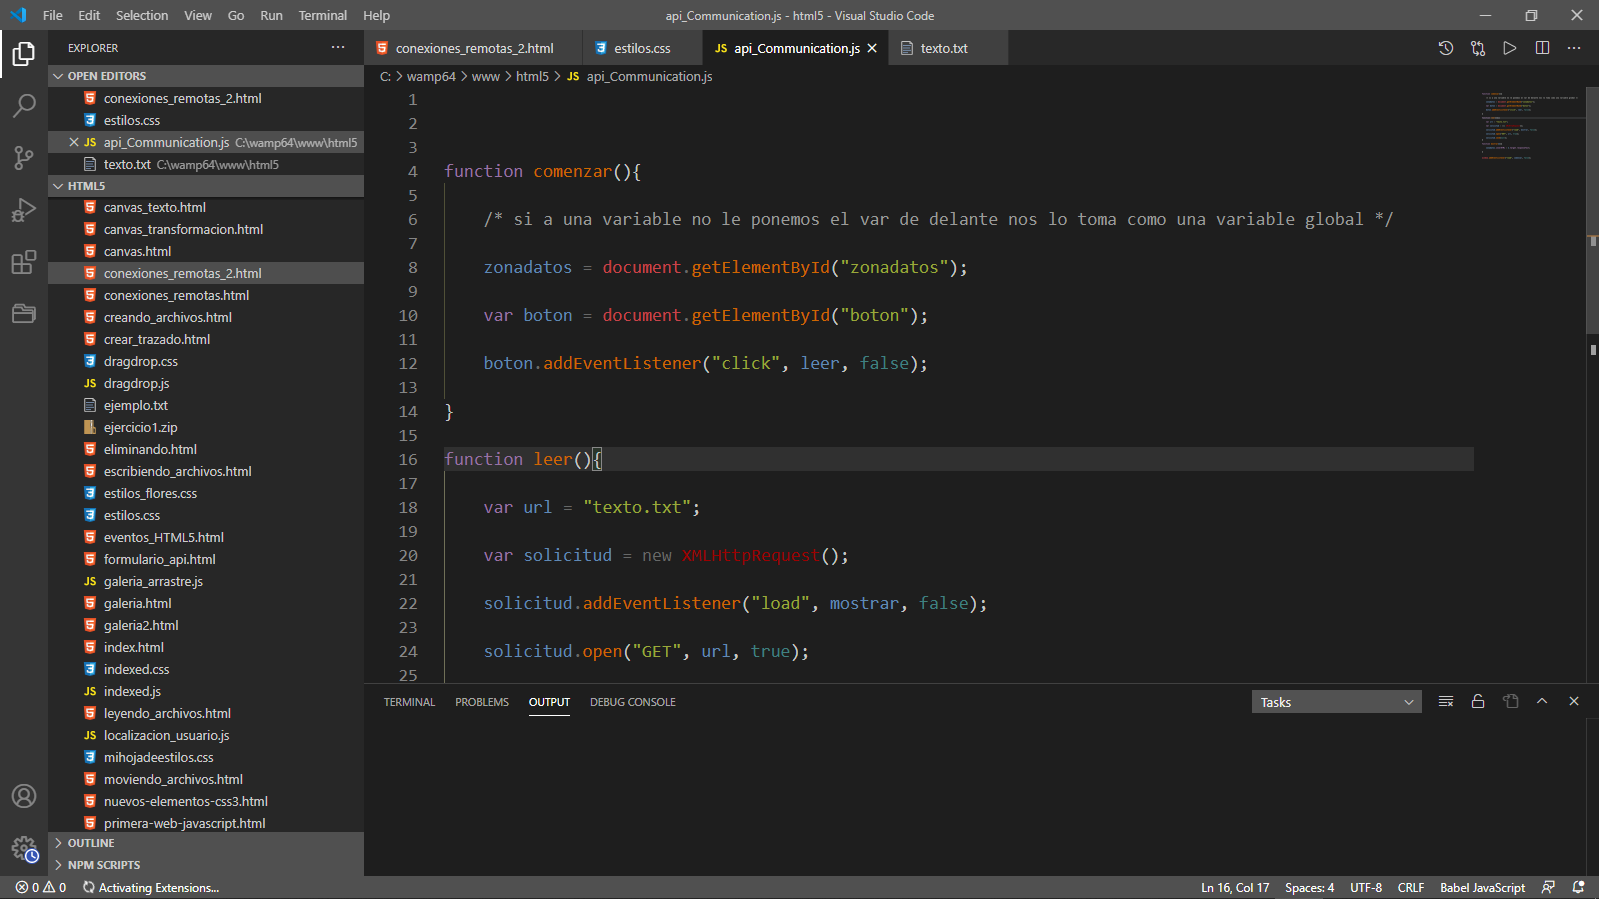 File Edit Selection View Go Run Terminal Help
api_Communication.js - html5 - Visual Studio Code
EXPLORER
OPEN EDITORS
conexiones_remotas_2.html
estilos.css
JS api_Communication.js C:\wamp64\www\html5
texto.txt C:\wamp64\www\html5
HTML5
canvas_texto.html
canvas_transformacion.html
canvas.html
conexiones_remotas_2.html
conexiones_remotas.html
creando_archivos.html
crear_trazado.html
dragdrop.css
JS dragdrop.js
ejemplo.txt
ejercicio1.zip
eliminando.html
escribiendo_archivos.html
estilos_flores.css
estilos.css
eventos_HTML5.html
formulario_api.html
JS galeria_arrastre.js
galeria.html
galeria2.html
index.html
indexed.css
JS indexed.js
leyendo_archivos.html
JS localizacion_usuario.js
mihojadeestilos.css
moviendo_archivos.html
nuevos-elementos-css3.html
primera-web-javascript.html
OUTLINE
NPM SCRIPTS
conexiones_remotas_2.html estilos.css JS api_Communication.js texto.txt
C: > wamp64 > www > html5 > JS api_Communication.js
1
2
3
4 function comenzar(){
5
6 /* si a una variable no le ponemos el var de delante nos lo toma como una variable global */
7
8 zonadatos = document.getElementById("zonadatos");
9
10 var boton = document.getElementById("boton");
11
12 boton.addEventListener("click", leer, false);
13
14 }
15
16 function leer(){
17
18 var url = "texto.txt";
19
20 var solicitud = new XMLHttpRequest();
21
22 solicitud.addEventListener("load", mostrar, false);
23
24 solicitud.open("GET", url, true);
25
TERMINAL PROBLEMS OUTPUT DEBUG CONSOLE
Tasks
0 0 Activating Extensions...
Ln 16, Col 17 Spaces: 4 UTF-8 CRLF Babel JavaScript